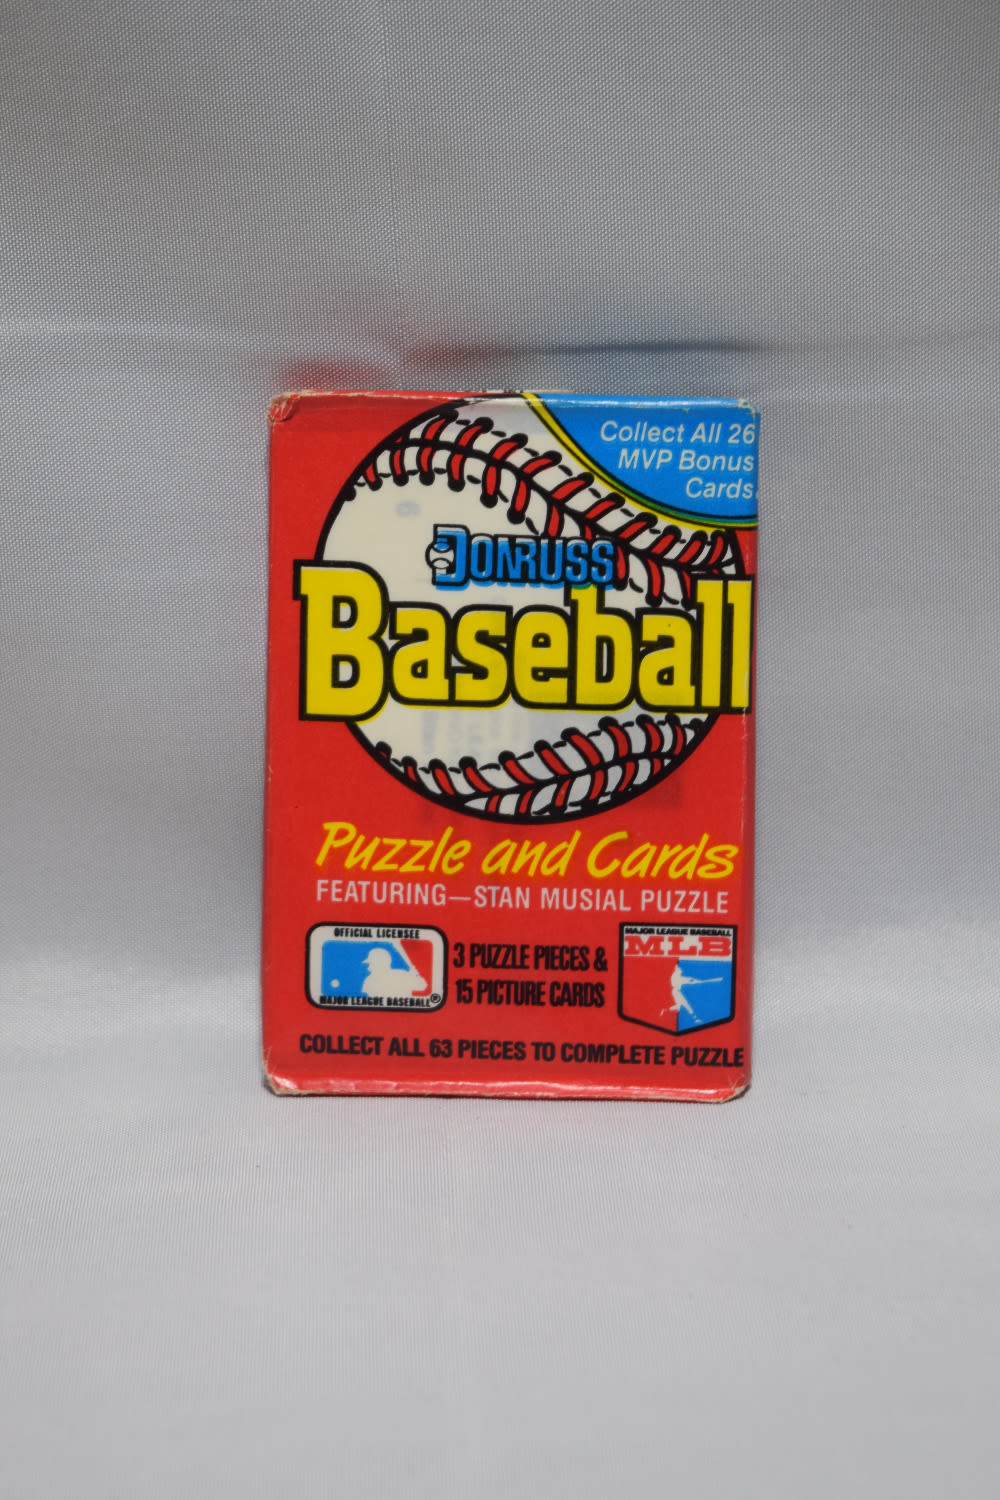 Collect All 26
MVP Bonus
Cards.
DONRUSS
Baseball
Puzzle and Cards
FEATURING—STAN MUSIAL PUZZLE
OFFICIAL LICENSEE
MAJOR LEAGUE BASEBALL®
3 PUZZLE PIECES &
15 PICTURE CARDS
MAJOR LEAGUE BASEBALL
MLB
COLLECT ALL 63 PIECES TO COMPLETE PUZZLE